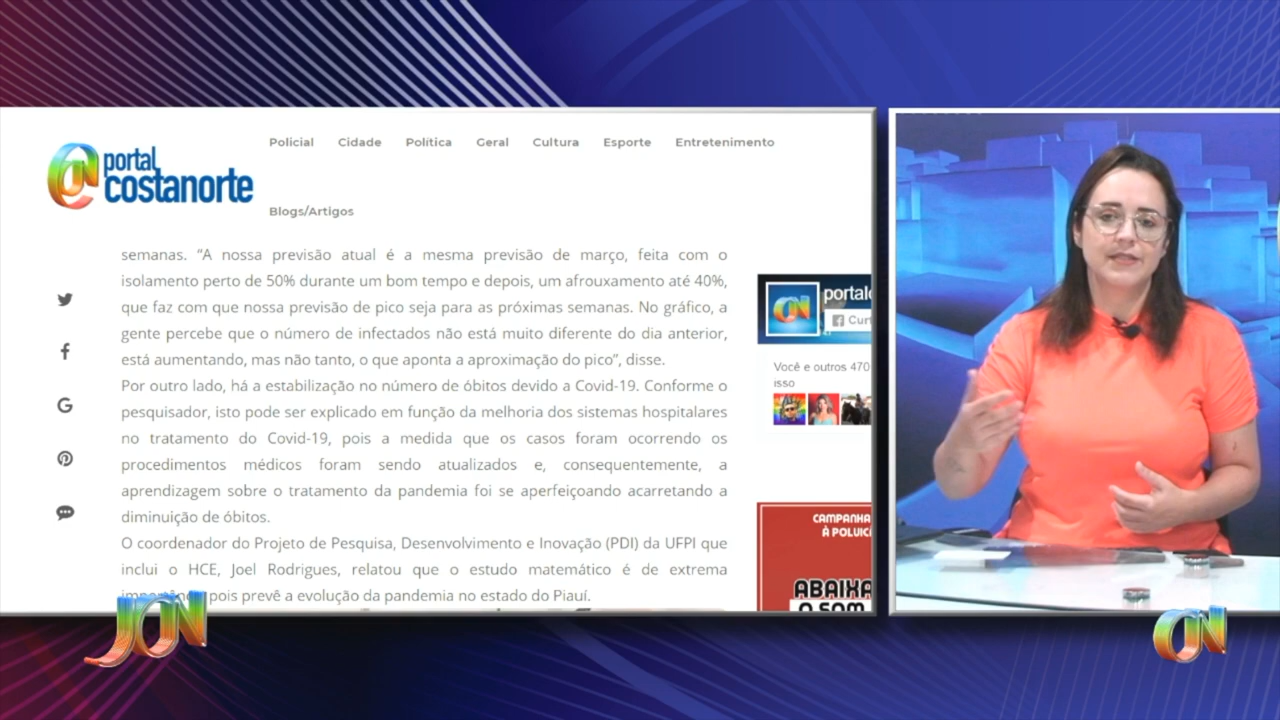 Policial Cidade Política Geral Cultura Esporte Entretenimento
portal
costanorte
Blogs/Artigos
semanas. “A nossa previsão atual é a mesma previsão de março, feita com o
isolamento perto de 50% durante um bom tempo e depois, um afrouxamento até 40%,
que faz com que nossa previsão de pico seja para as próximas semanas. No gráfico, a
gente percebe que o número de infectados não está muito diferente do dia anterior,
está aumentando, mas não tanto, o que aponta a aproximação do pico”, disse.
Por outro lado, há a estabilização no número de óbitos devido a Covid-19. Conforme o
pesquisador, isto pode ser explicado em função da melhoria dos sistemas hospitalares
no tratamento do Covid-19, pois a medida que os casos foram ocorrendo os
procedimentos médicos foram sendo atualizados e, consequentemente, a
aprendizagem sobre o tratamento da pandemia foi se aperfeiçoando acarretando a
diminuição de óbitos.
O coordenador do Projeto de Pesquisa, Desenvolvimento e Inovação (PDI) da UFPI que
inclui o HCE, Joel Rodrigues, relatou que o estudo matemático é de extrema
pois prevê a evolução da pandemia no estado do Piauí.
CN
portalc
Curt
Você e outros 470
isso
CAMPANHA
À POLUIÇ
ABAIXA
O SOM
JCN
CN